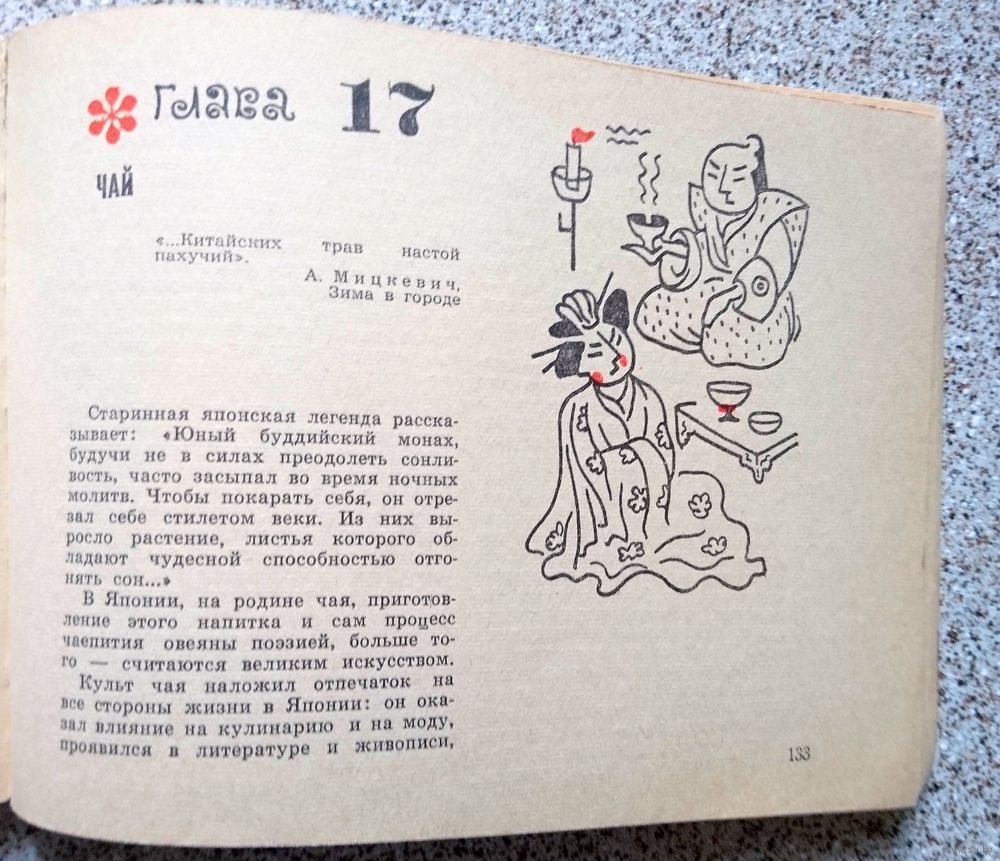 Глава 17
ЧАЙ
«...Китайских трав настой
пахучий».
А. Мицкевич,
Зима в городе
Старинная японская легенда расска-
зывает: «Юный буддийский монах,
будучи не в силах преодолеть сонли-
вость, часто засыпал во время ночных
молитв. Чтобы покарать себя, он отре-
зал себе стилетом веки. Из них вы-
росло растение, листья которого об-
ладают чудесной способностью отго-
нять сон...»
В Японии, на родине чая, приготов-
ление этого напитка и сам процесс
чаепития овеяны поэзией, больше то-
го — считаются великим искусством.
Культ чая наложил отпечаток на
все стороны жизни в Японии: он ока-
зал влияние на кулинарию и на моду,
проявился в литературе и живописи,
133